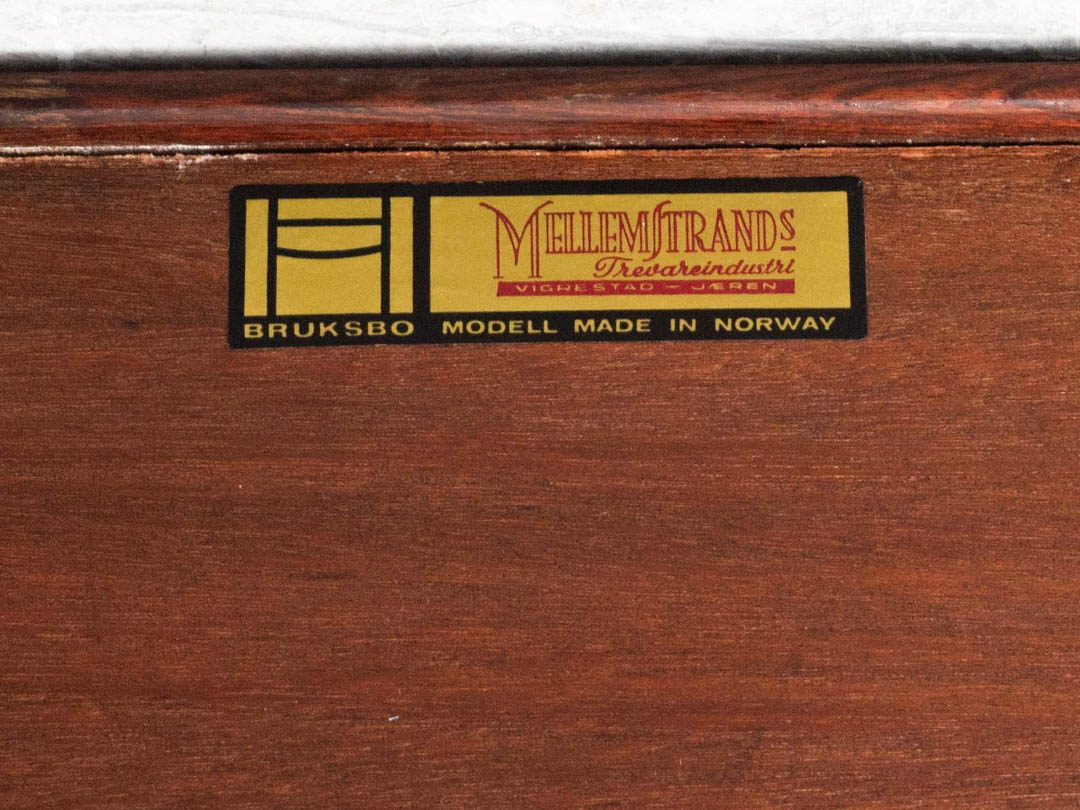 MELLEMSTRANDS
Trevareindustri
VIGRESTAD - JÆREN
BRUKSBO MODELL MADE IN NORWAY